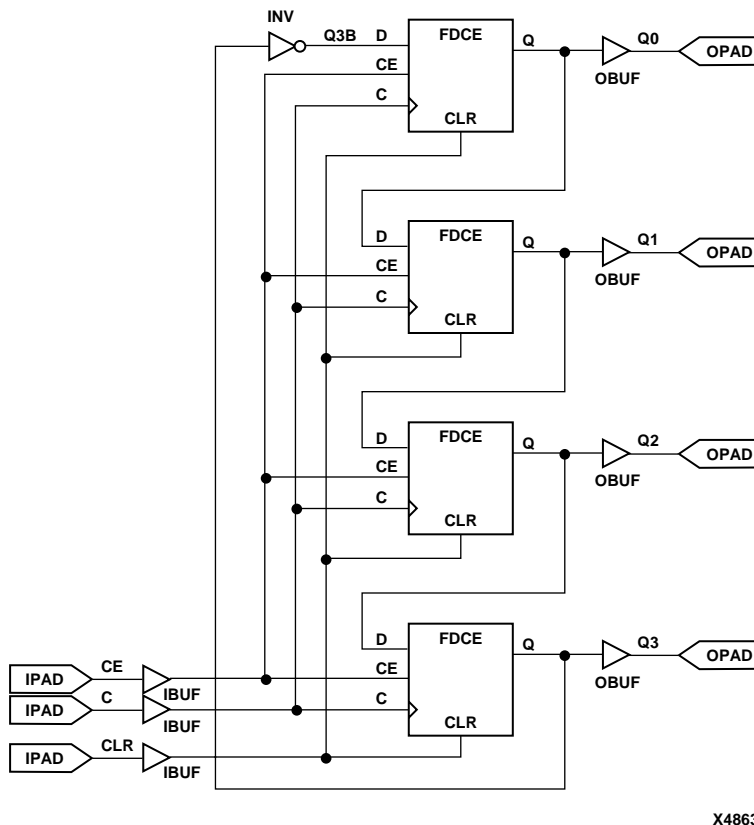 INV
Q3B D FDCE Q Q0 OPAD
CE
OBUF
C
CLR
D FDCE Q Q1 OPAD
CE
OBUF
C
CLR
D FDCE Q Q2 OPAD
CE
OBUF
C
CLR
D FDCE Q Q3 OPAD
IPAD CE IBUF CE
OBUF
IPAD C IBUF C
CLR
IPAD CLR IBUF
X4863